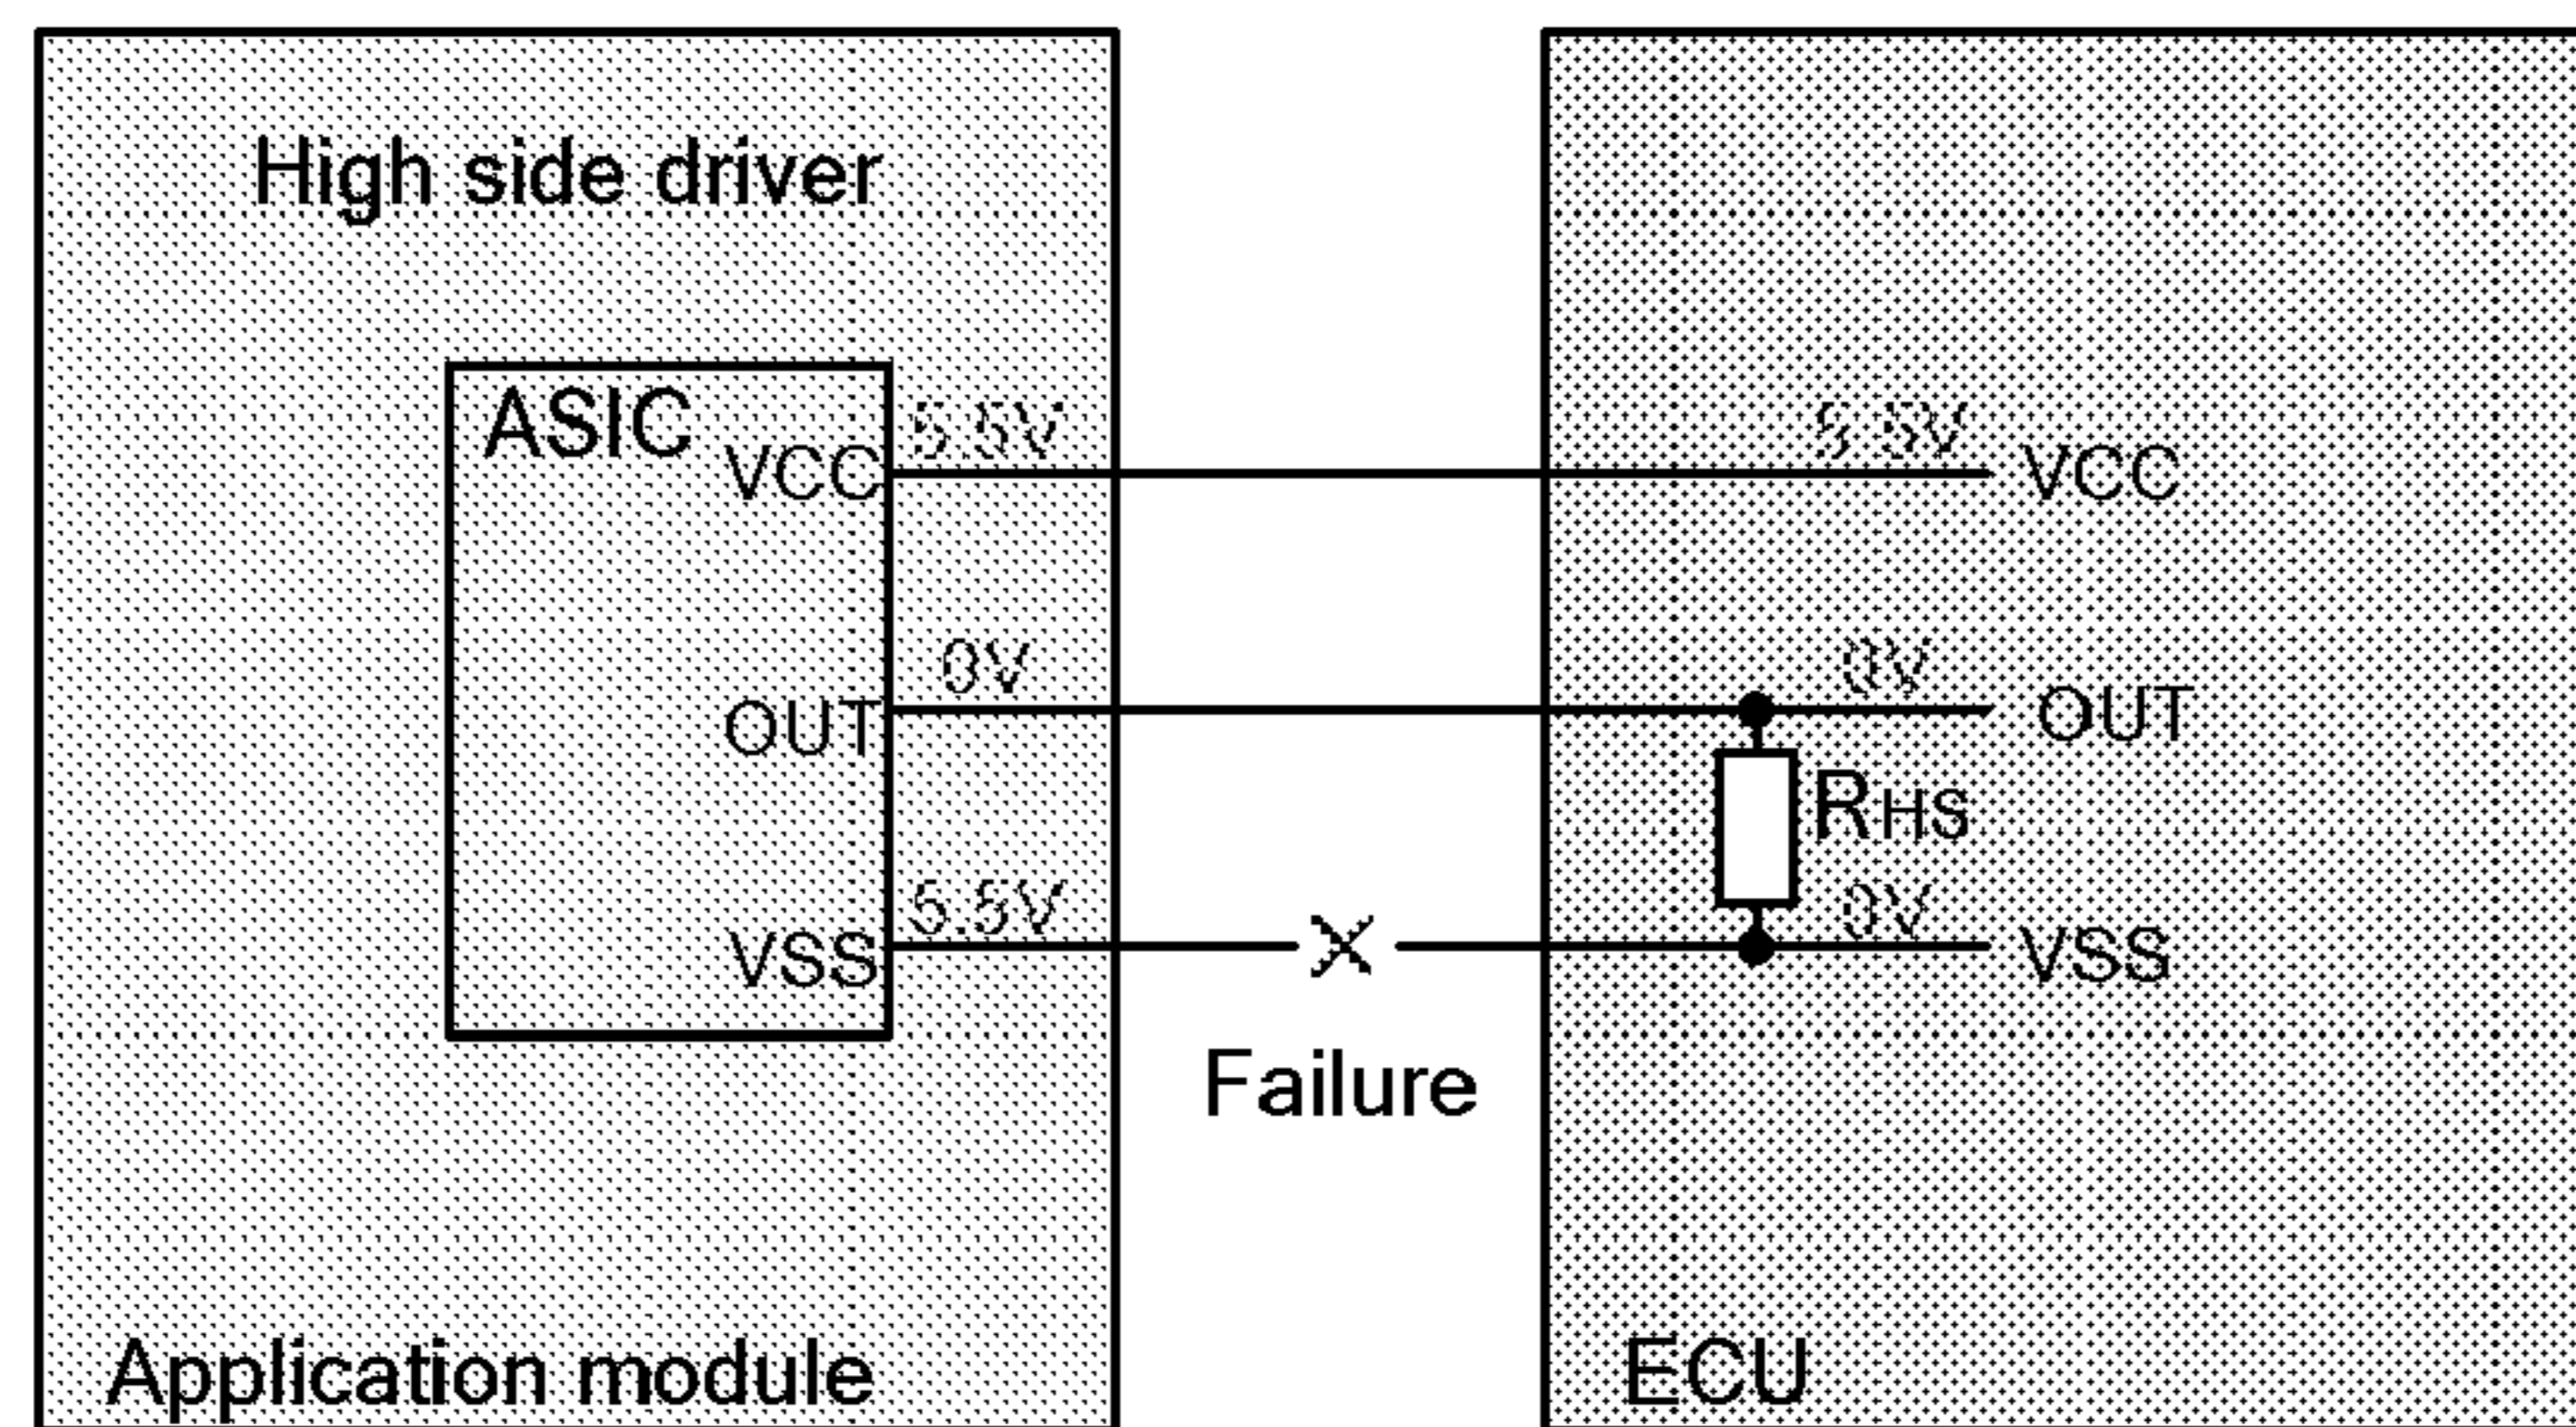 High side driver
ASIC
VCC 5.5V 5.5V VCC
OUT 0V 0V OUT
RHS
VSS 5.5V 0V VSS
Failure
Application module ECU